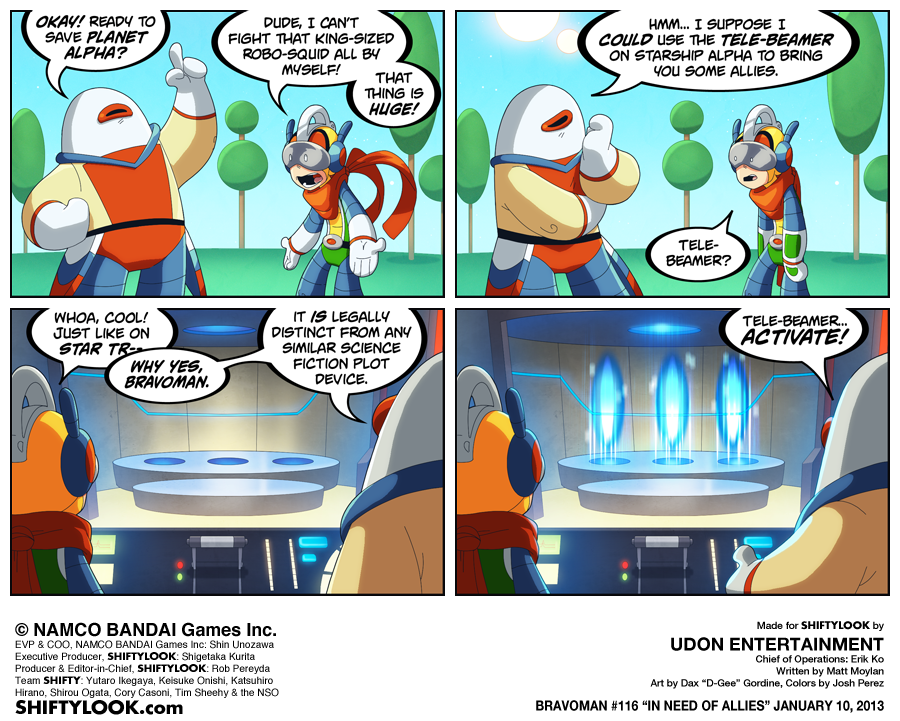 OKAY! READY TO
SAVE PLANET
ALPHA?
DUDE, I CAN'T
FIGHT THAT KING-SIZED
ROBO-SQUID ALL BY
MYSELF!
THAT
THING IS
HUGE!
HMM... I SUPPOSE I
COULD USE THE TELE-BEAMER
ON STARSHIP ALPHA TO BRING
YOU SOME ALLIES.
TELE-
BEAMER?
WHOA, COOL!
JUST LIKE ON
STAR TR--
WHY YES,
BRAVOMAN.
IT IS LEGALLY
DISTINCT FROM ANY
SIMILAR SCIENCE
FICTION PLOT
DEVICE.
TELE-BEAMER...
ACTIVATE!
© NAMCO BANDAI Games Inc.
EVP & COO, NAMCO BANDAI Games Inc: Shin Unozawa
Executive Producer, SHIFTYLOOK: Shigetaka Kurita
Producer & Editor-in-Chief, SHIFTYLOOK: Rob Pereyda
Team SHIFTY: Yutaro Ikegaya, Keisuke Onishi, Katsuhiro
Hirano, Shirou Ogata, Cory Casoni, Tim Sheehy & the NSO
SHIFTYLOOK.com
Made for SHIFTYLOOK by
UDON ENTERTAINMENT
Chief of Operations: Erik Ko
Written by Matt Moylan
Art by Dax “D-Gee” Gordine, Colors by Josh Perez
BRAVOMAN #116 “IN NEED OF ALLIES” JANUARY 10, 2013